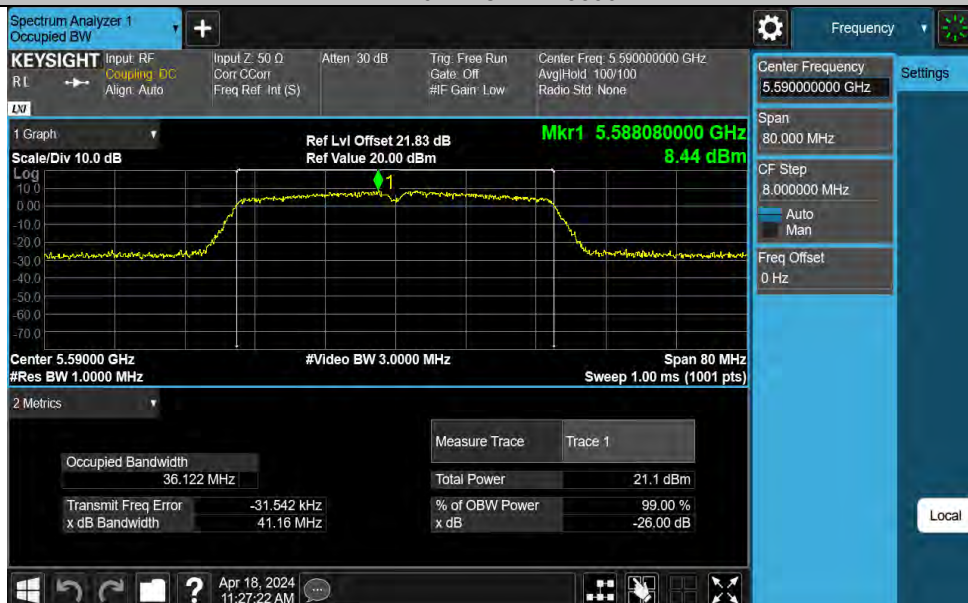 Spectrum Analyzer 1
Occupied BW
Frequency
KEYSIGHT
RL
LXI
Input: RF
Coupling: DC
Align: Auto
Input Z: 50 Ω
Corr CCorr
Freq Ref: Int (S)
Atten: 30 dB
Trig: Free Run
Gate: Off
#IF Gain: Low
Center Freq: 5.590000000 GHz
Avg|Hold: 100/100
Radio Std: None
1 Graph
Scale/Div 10.0 dB
Ref Lvl Offset 21.83 dB
Ref Value 20.00 dBm
Mkr1 5.588080000 GHz
8.44 dBm
Log
10.0
0.00
-10.0
-20.0
-30.0
-40.0
-50.0
-60.0
-70.0
1
Center 5.59000 GHz
#Res BW 1.0000 MHz
#Video BW 3.0000 MHz
Span 80 MHz
Sweep 1.00 ms (1001 pts)
2 Metrics
Measure Trace Trace 1
Occupied Bandwidth
36.122 MHz
Total Power 21.1 dBm
Transmit Freq Error -31.542 kHz
% of OBW Power 99.00 %
x dB Bandwidth 41.16 MHz
x dB -26.00 dB
Apr 18, 2024
11:27:22 AM
Center Frequency
5.590000000 GHz
Span
80.000 MHz
CF Step
8.000000 MHz
Auto
Man
Freq Offset
0 Hz
Settings
Local